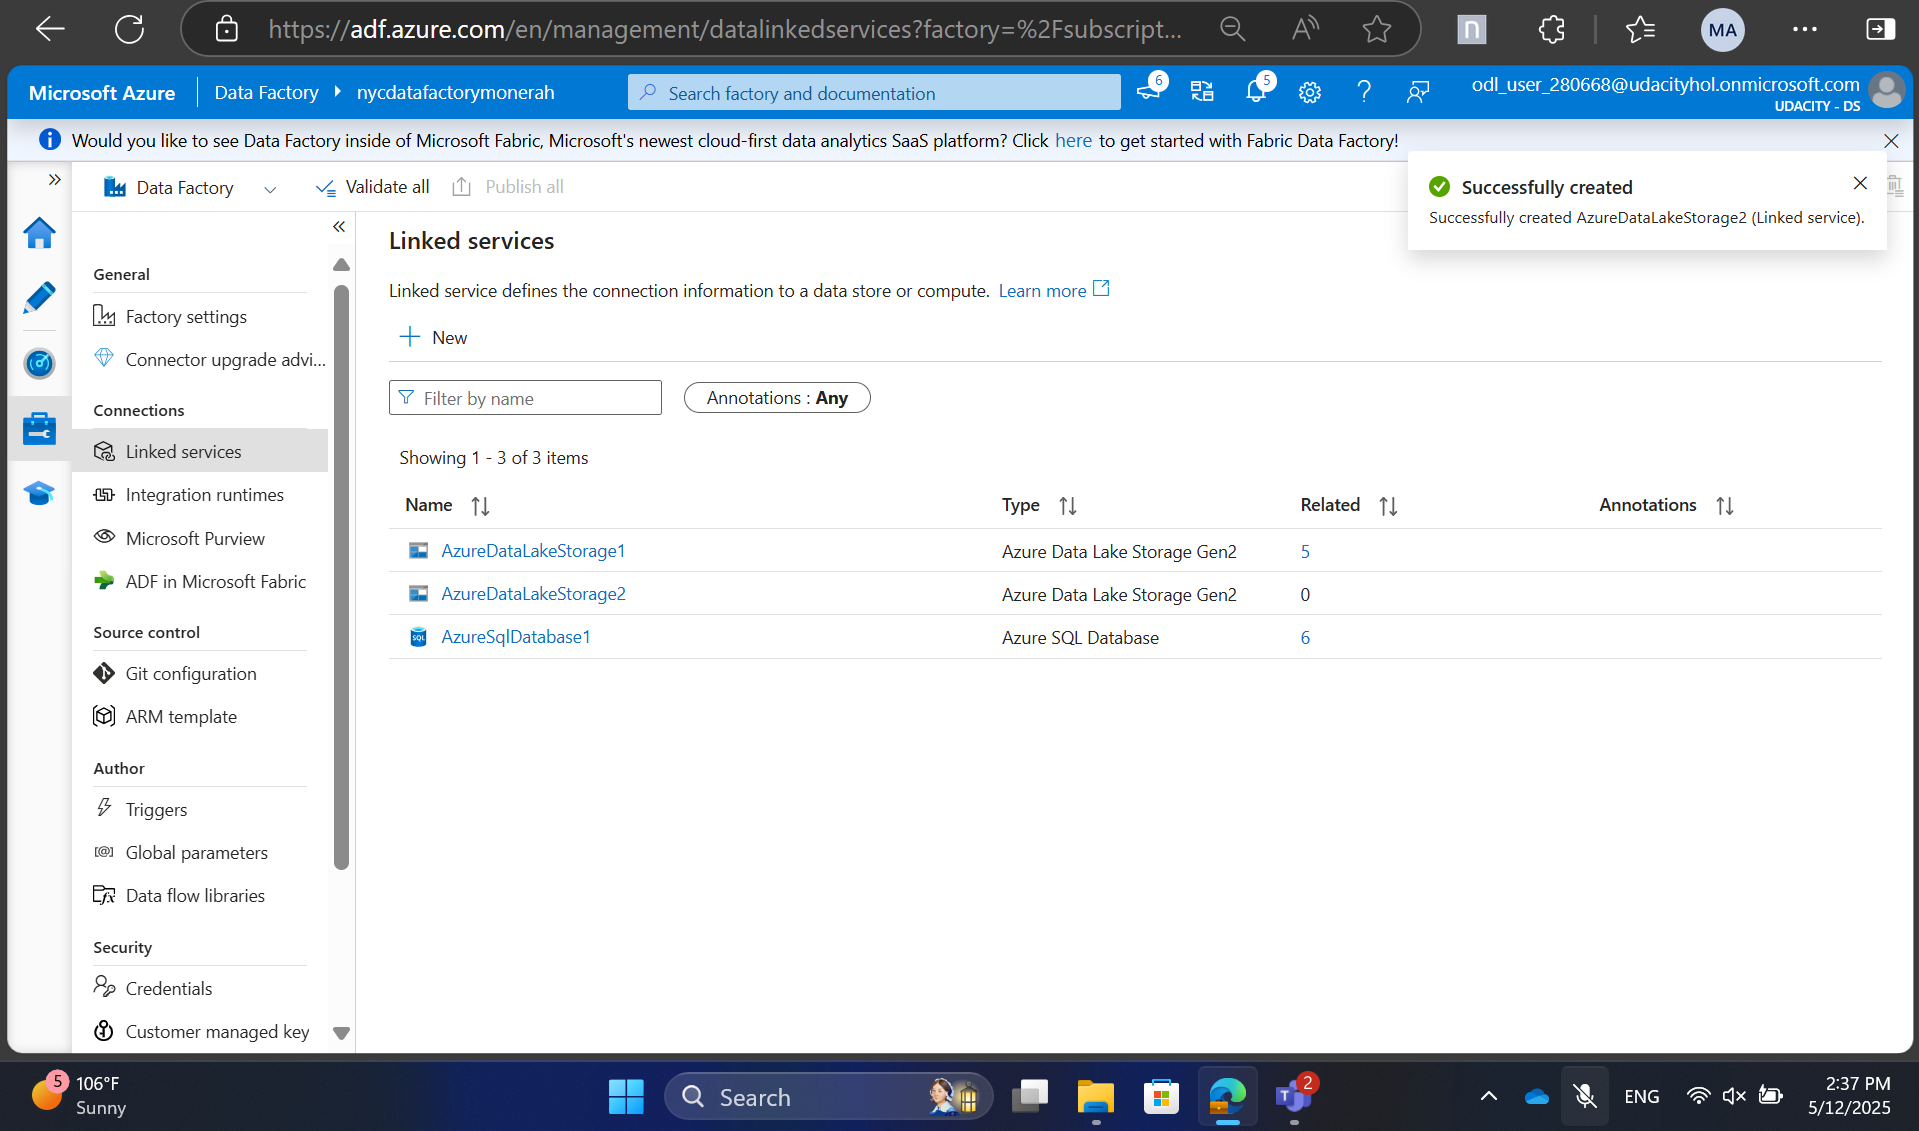 https://adf.azure.com/en/management/datalinkedservices?factory=%2Fsubscript...
n
MA
Microsoft Azure
Data Factory
nycdatafactorymonerah
Search factory and documentation
6
5
odl_user_280668@udacityhol.onmicrosoft.com
UDACITY - DS
Would you like to see Data Factory inside of Microsoft Fabric, Microsoft's newest cloud-first data analytics SaaS platform? Click here to get started with Fabric Data Factory!
Data Factory
Validate all
Publish all
Successfully created
Successfully created AzureDataLakeStorage2 (Linked service).
General
Factory settings
Connector upgrade advi...
Connections
Linked services
Integration runtimes
Microsoft Purview
ADF in Microsoft Fabric
Source control
Git configuration
ARM template
Author
Triggers
Global parameters
Data flow libraries
Security
Credentials
Customer managed key
Linked services
Linked service defines the connection information to a data store or compute. Learn more
New
Filter by name
Annotations : Any
Showing 1 - 3 of 3 items
Name Type Related Annotations
AzureDataLakeStorage1 Azure Data Lake Storage Gen2 5
AzureDataLakeStorage2 Azure Data Lake Storage Gen2 0
SQL AzureSqlDatabase1 Azure SQL Database 6
5
106°F
Sunny
Search
T
2
ENG
2:37 PM
5/12/2025